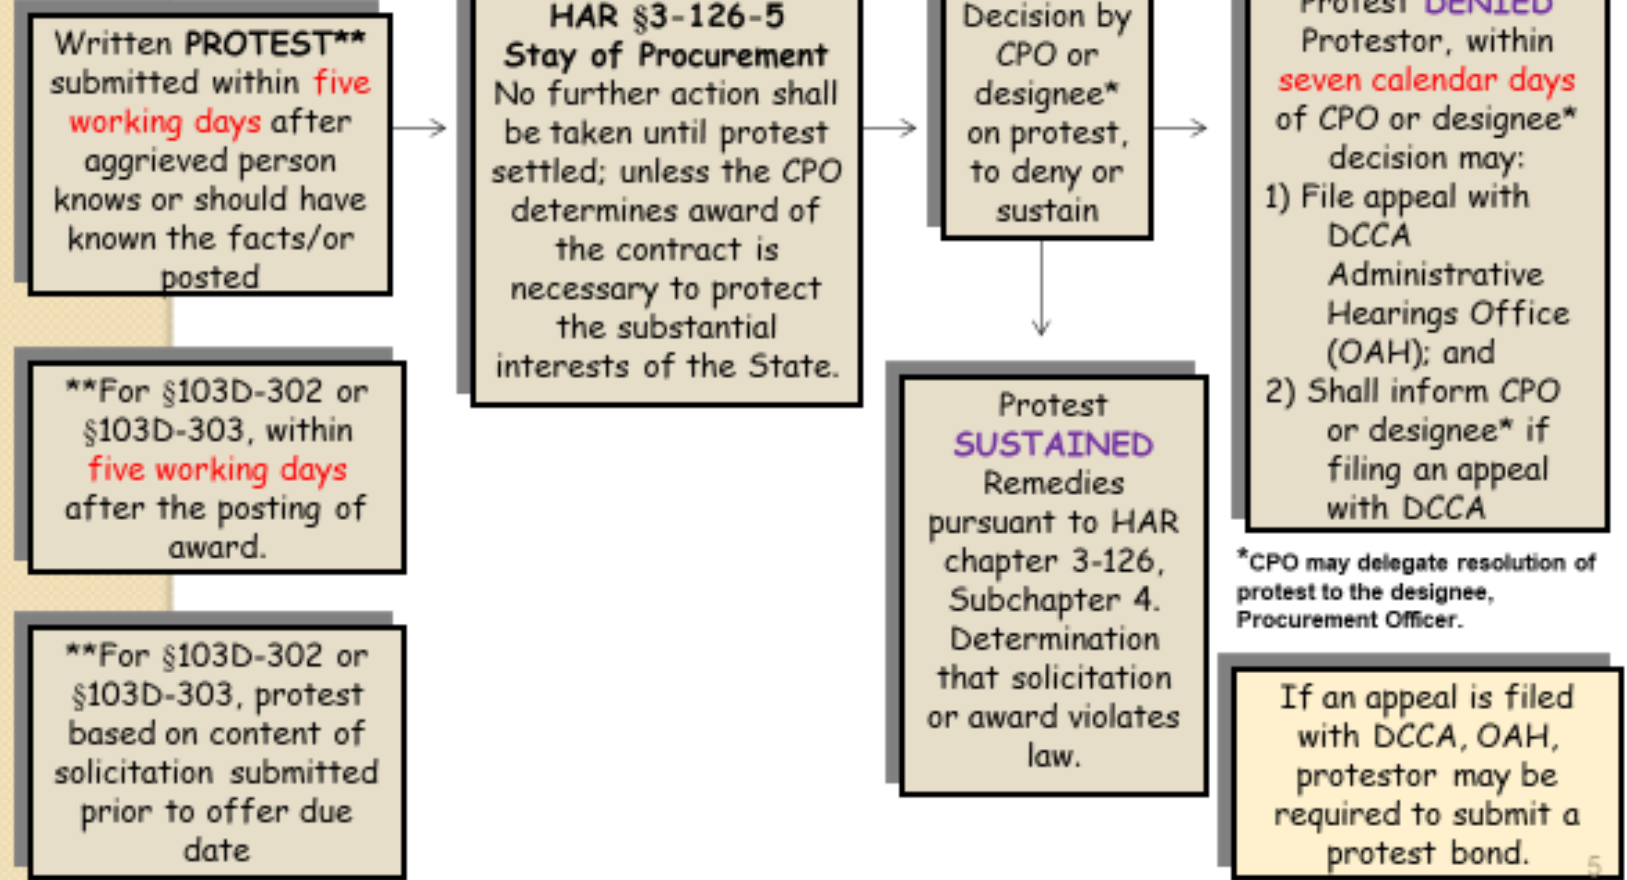 Written PROTEST**
submitted within five
working days after
aggrieved person
knows or should have
known the facts/or
posted
**For §103D-302 or
§103D-303, within
five working days
after the posting of
award.
**For §103D-302 or
§103D-303, protest
based on content of
solicitation submitted
prior to offer due
date
HAR §3-126-5
Stay of Procurement
No further action shall
be taken until protest
settled; unless the CPO
determines award of
the contract is
necessary to protect
the substantial
interests of the State.
Decision by
CPO or
designee*
on protest,
to deny or
sustain
Protest
SUSTAINED
Remedies
pursuant to HAR
chapter 3-126,
Subchapter 4.
Determination
that solicitation
or award violates
law.
Protest DENIED
Protestor, within
seven calendar days
of CPO or designee*
decision may:
1) File appeal with
DCCA
Administrative
Hearings Office
(OAH); and
2) Shall inform CPO
or designee* if
filing an appeal
with DCCA
*CPO may delegate resolution of
protest to the designee,
Procurement Officer.
If an appeal is filed
with DCCA, OAH,
protestor may be
required to submit a
protest bond.
5